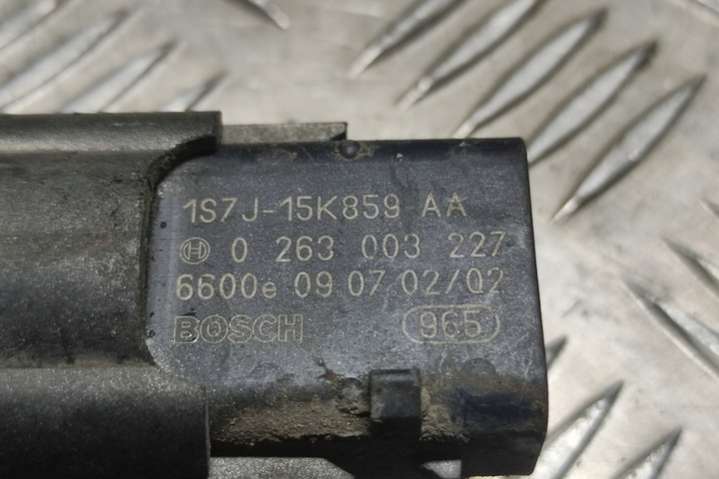 1S7J-15K859 AA
0 263 003 227
6600e 09 07 02/02
BOSCH 965